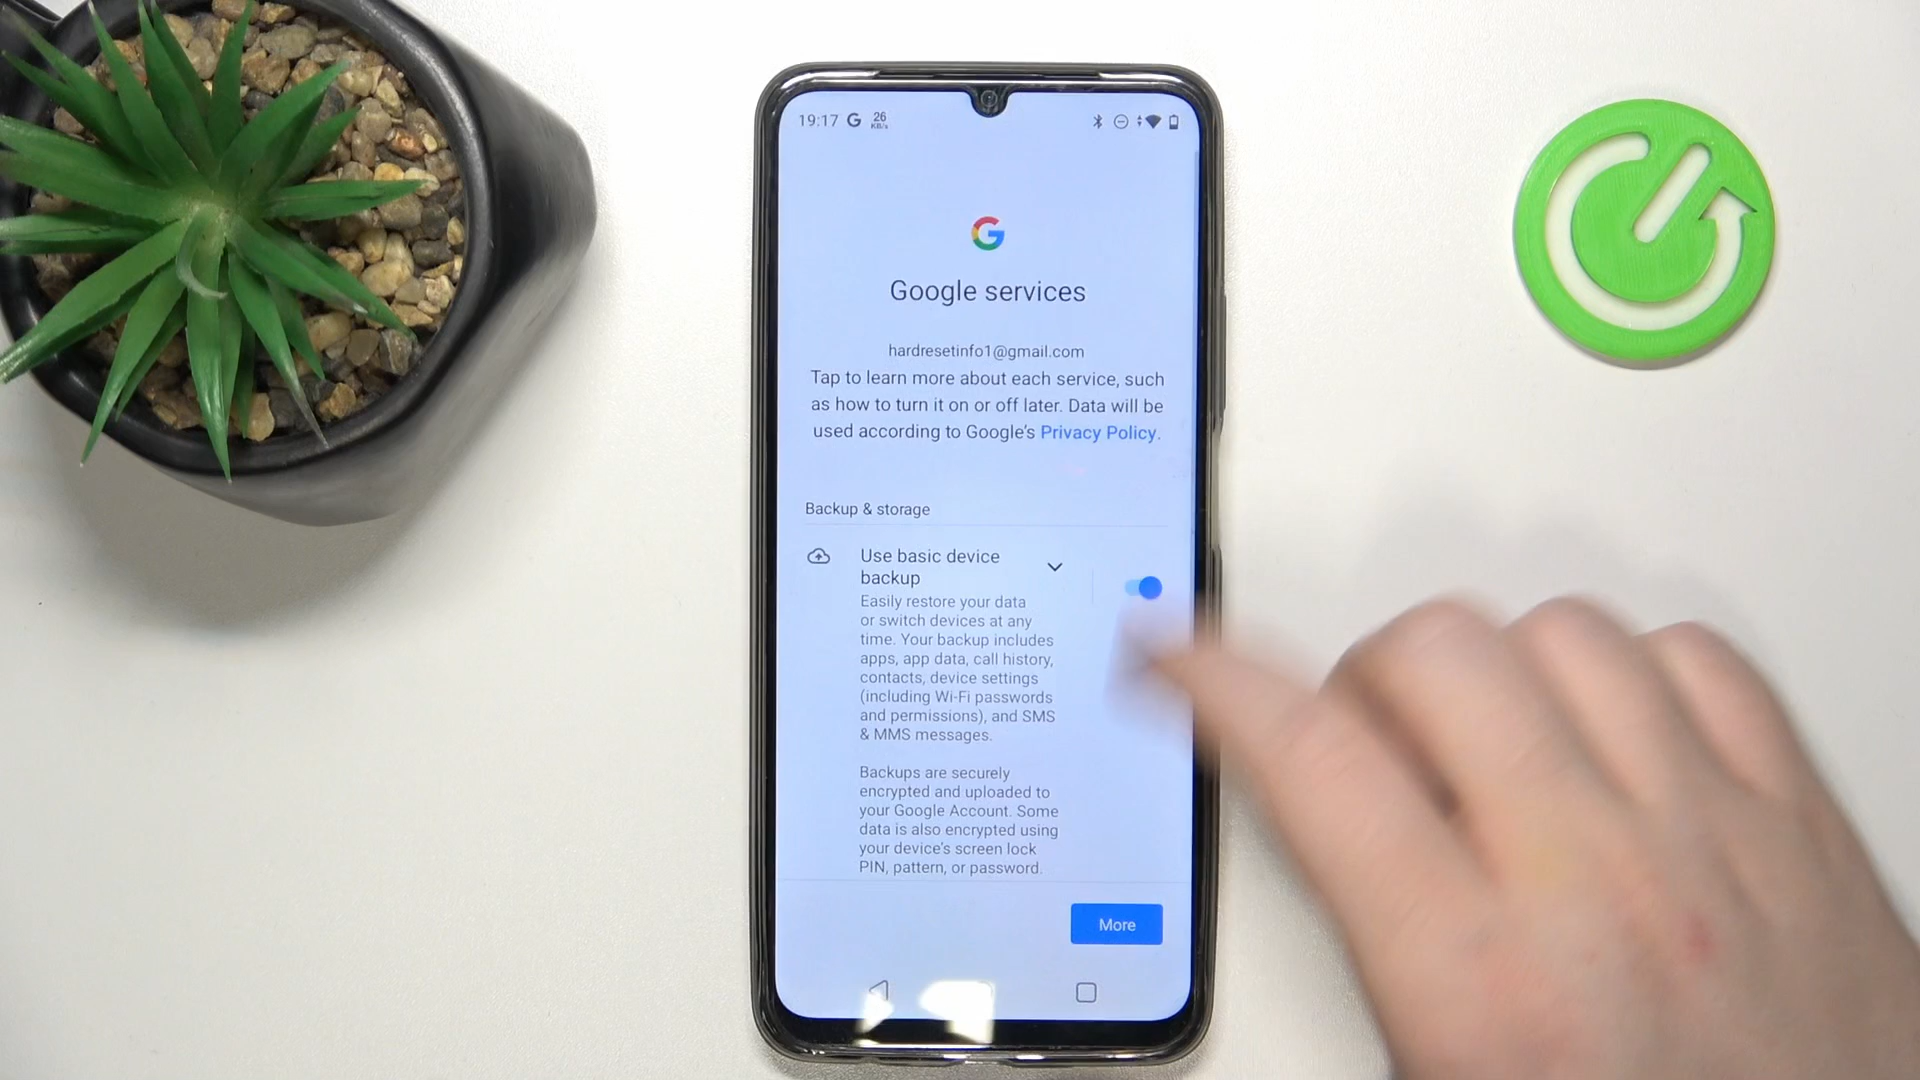 19:17 G 26 KB/s
Google services
hardresetinfo1@gmail.com
Tap to learn more about each service, such
as how to turn it on or off later. Data will be
used according to Google's Privacy Policy.
Backup & storage
Use basic device
backup
Easily restore your data
or switch devices at any
time. Your backup includes
apps, app data, call history,
contacts, device settings
(including Wi-Fi passwords
and permissions), and SMS
& MMS messages.
Backups are securely
encrypted and uploaded to
your Google Account. Some
data is also encrypted using
your device's screen lock
PIN, pattern, or password.
More